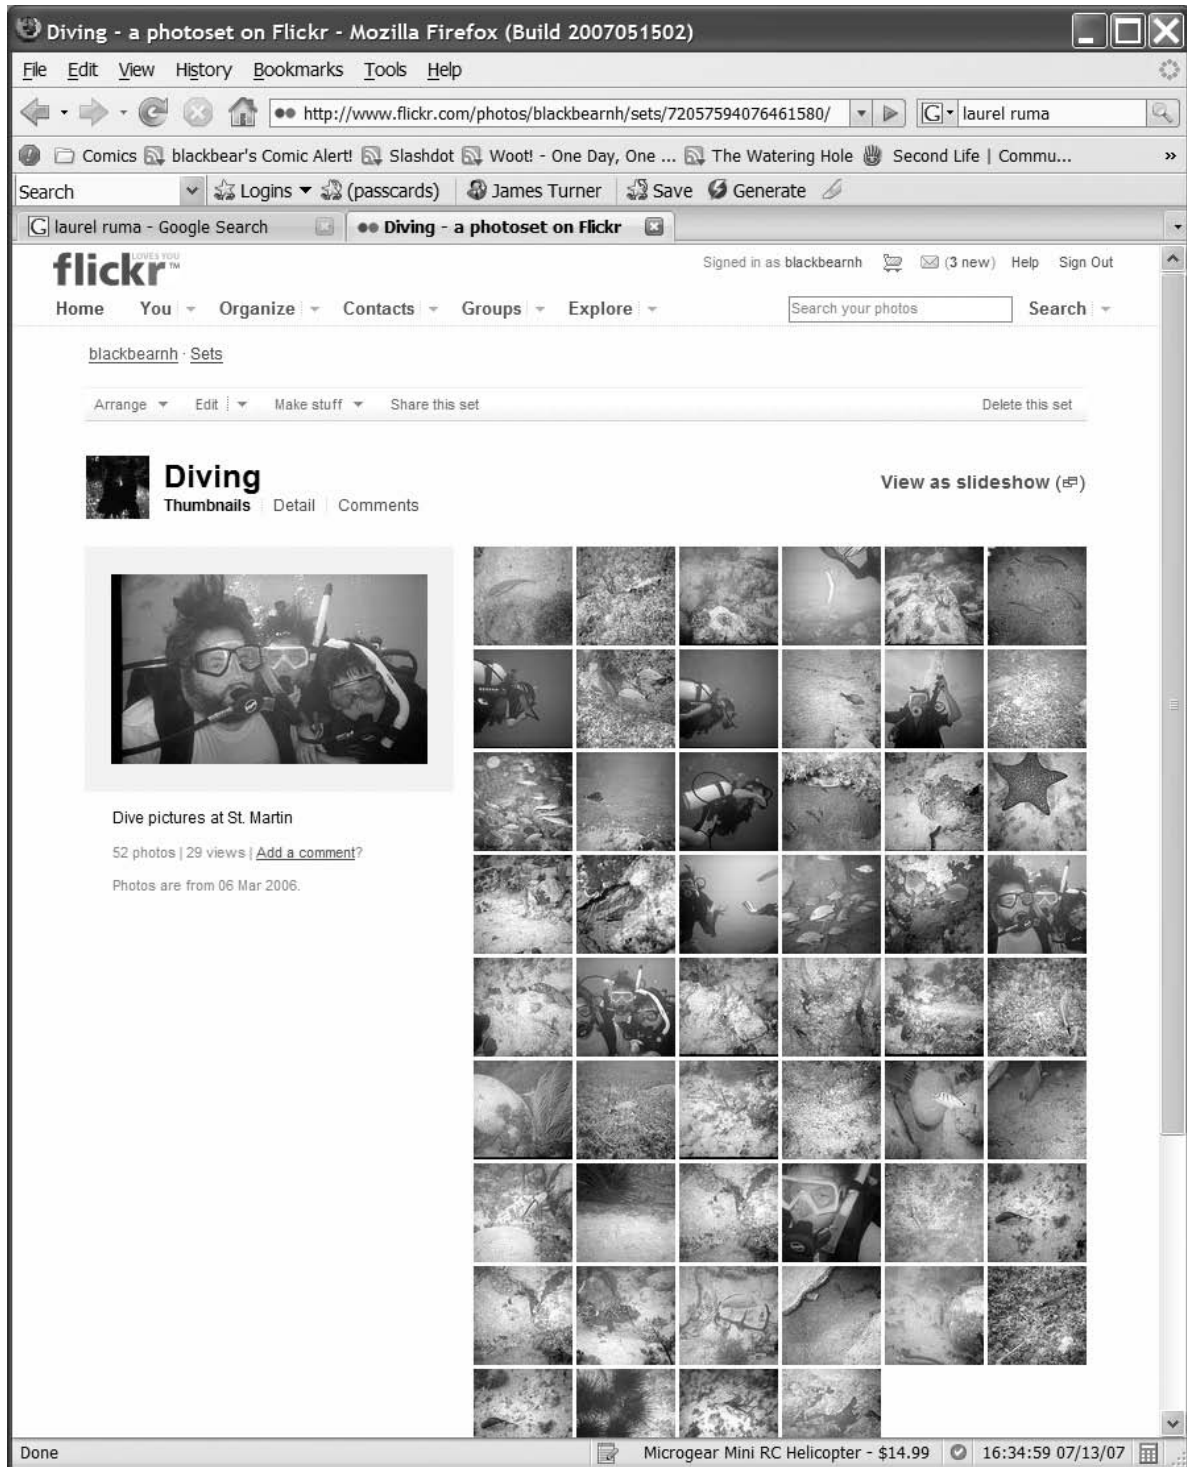 Diving - a photoset on Flickr - Mozilla Firefox (Build 2007051502)
File Edit View History Bookmarks Tools Help
http://www.flickr.com/photos/blackbearnh/sets/72057594076461580/ G laurel ruma
Comics blackbear's Comic Alert! Slashdot Woot! - One Day, One ... The Watering Hole Second Life | Commu... »
Search Logins (passcards) James Turner Save Generate
G laurel ruma - Google Search Diving - a photoset on Flickr
LOVES YOU
flickr™ Signed in as blackbearnh (3 new) Help Sign Out
Home You Organize Contacts Groups Explore Search your photos Search
blackbearnh · Sets
Arrange Edit Make stuff Share this set Delete this set
Diving
View as slideshow
Thumbnails Detail Comments
Dive pictures at St. Martin
52 photos | 29 views | Add a comment?
Photos are from 06 Mar 2006.
Done Microgear Mini RC Helicopter - $14.99 16:34:59 07/13/07